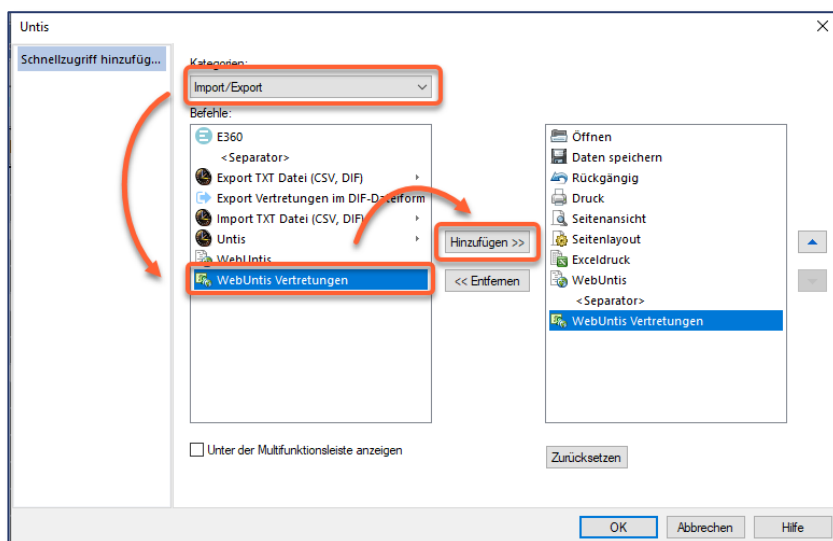 Untis
Schnellzugriff hinzufüg...
Kategorien:
Import/Export
Befehle:
E360
<Separator>
Export TXT Datei (CSV, DIF)
Export Vertretungen im DIF-Dateiform
Import TXT Datei (CSV, DIF)
Untis
WebUntis
WebUntis Vertretungen
Hinzufügen >>
<< Entfernen
Öffnen
Daten speichern
Rückgängig
Druck
Seitenansicht
Seitenlayout
Exceldruck
WebUntis
<Separator>
WebUntis Vertretungen
Unter der Multifunktionsleiste anzeigen
Zurücksetzen
OK
Abbrechen
Hilfe